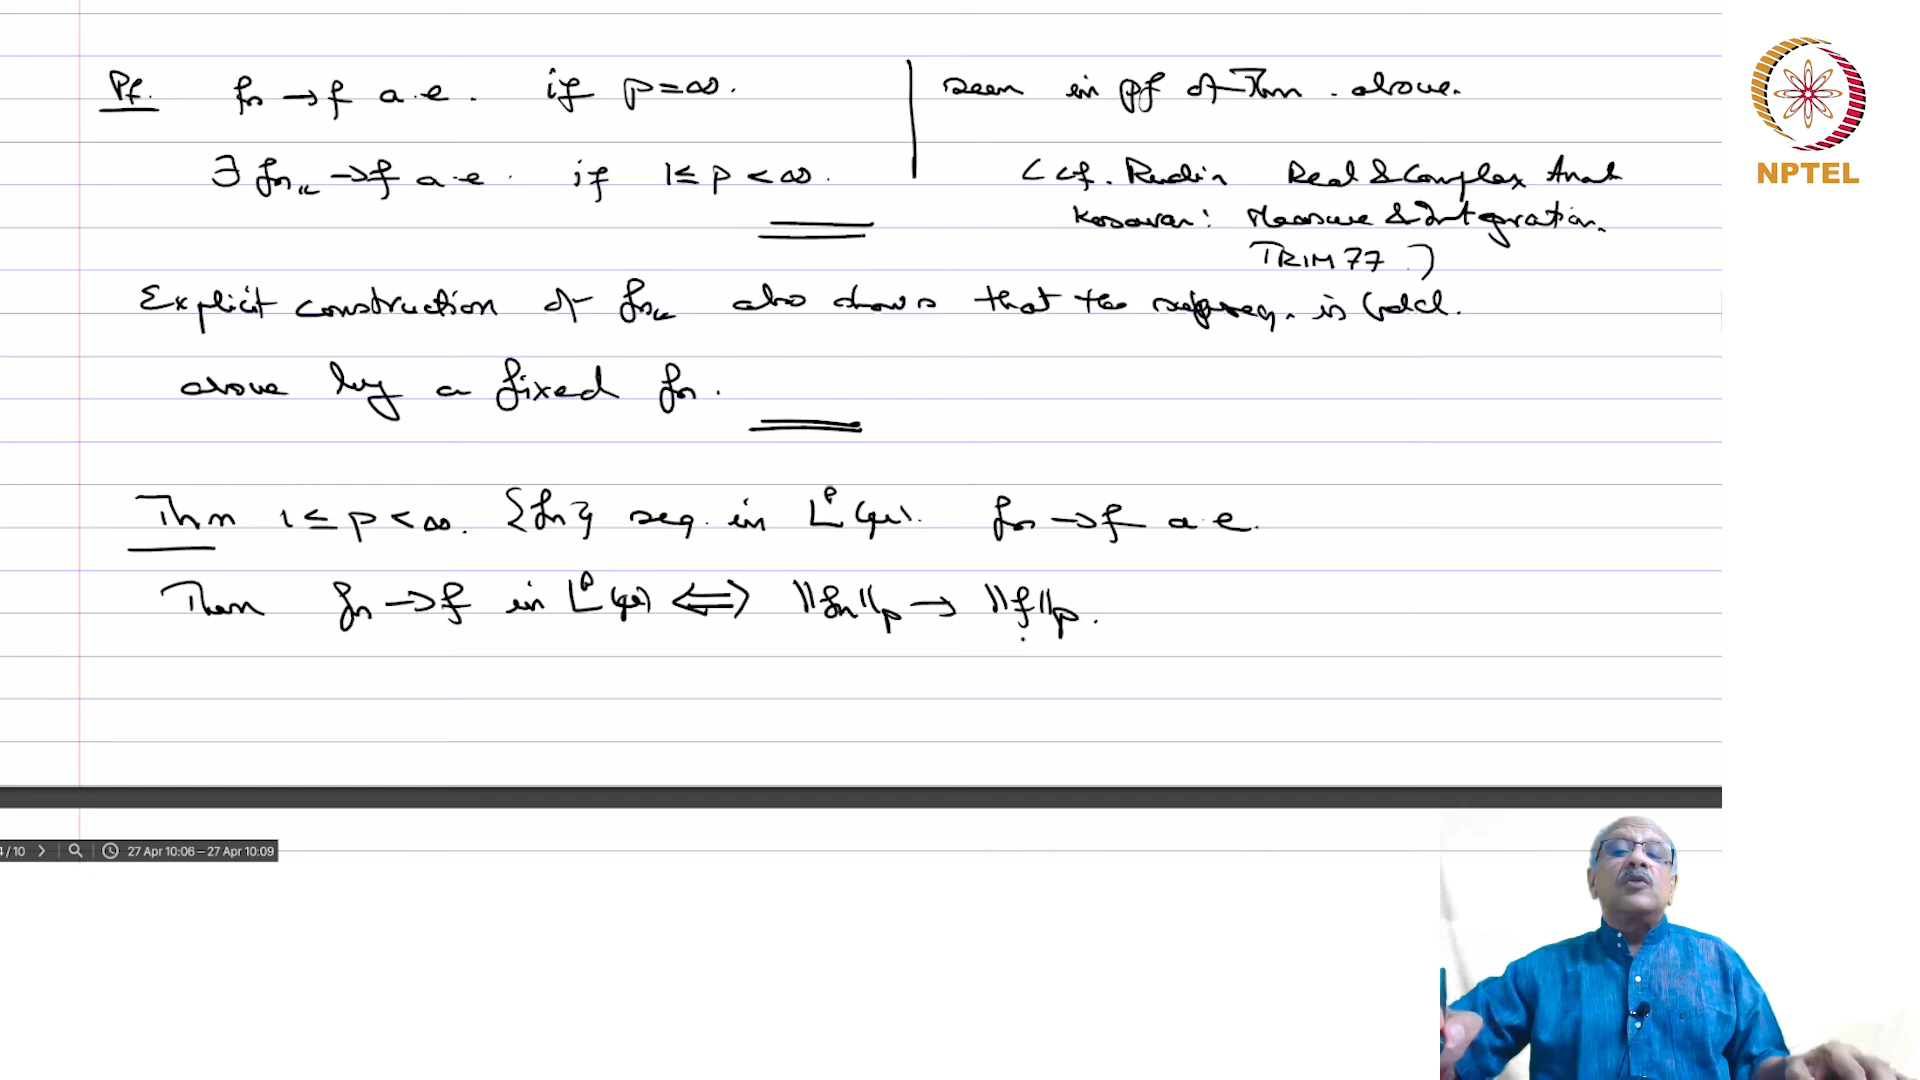 Pf. fn → f a.e. if p = ∞. | seen in pf of Thm. above.
∃ fnₖ → f a.e. if 1 ≤ p < ∞. (cf. Rudin Real & Complex Anal.
Kesavan: Measure & Integration.
TRIM 77.)
Explicit construction of fnₖ also shows that the subseq. is bdd.
above by a fixed fn.
Thm 1 ≤ p < ∞. {fn} seq. in Lᵖ(μ). fn → f a.e.
Then fn → f in Lᵖ(μ) ⇔ ||fn||p → ||f||p.
NPTEL
4 / 10 > 27 Apr 10:06 – 27 Apr 10:09